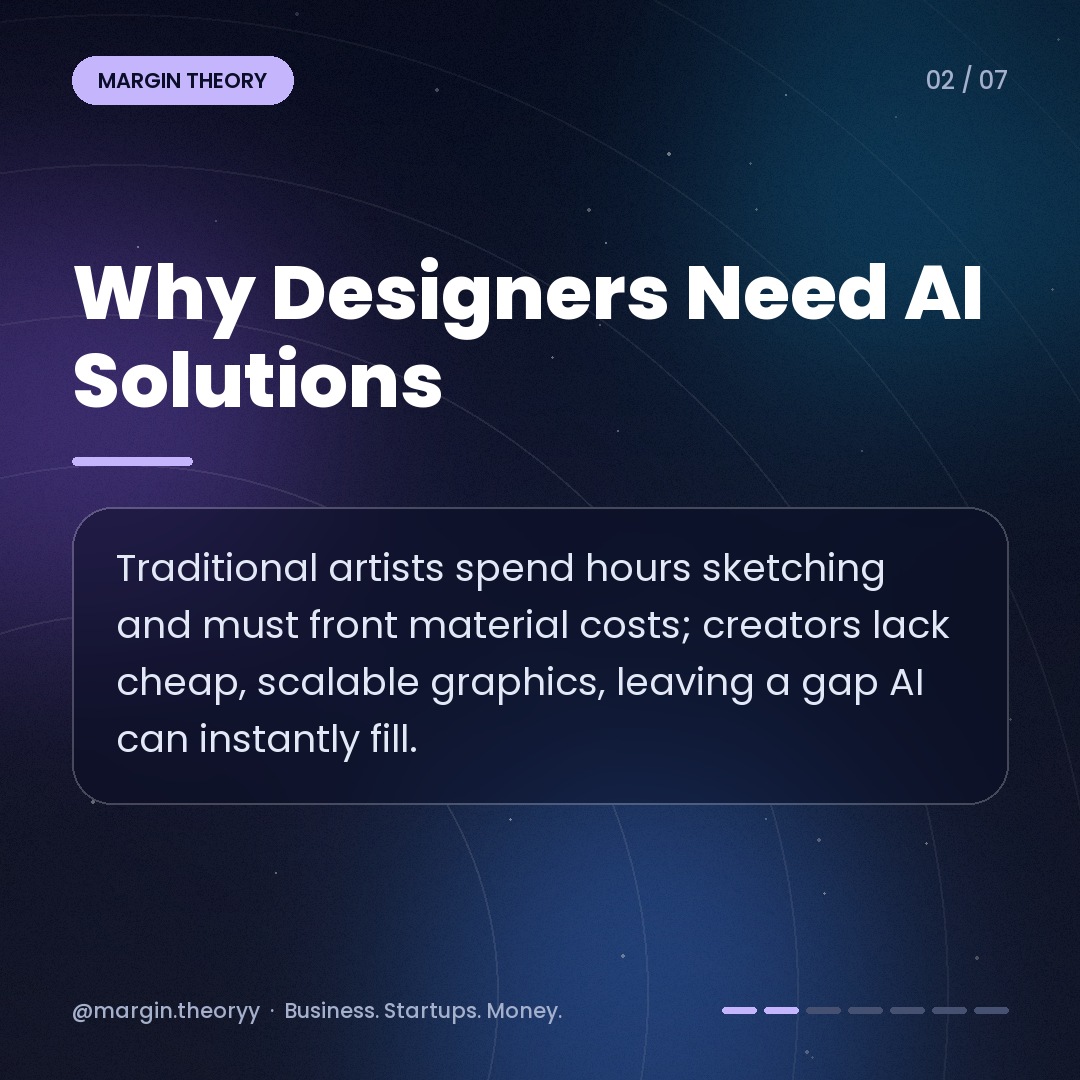 MARGIN THEORY
02 / 07
Why Designers Need AI
Solutions
Traditional artists spend hours sketching
and must front material costs; creators lack
cheap, scalable graphics, leaving a gap AI
can instantly fill.
@margin.theoryy · Business. Startups. Money.